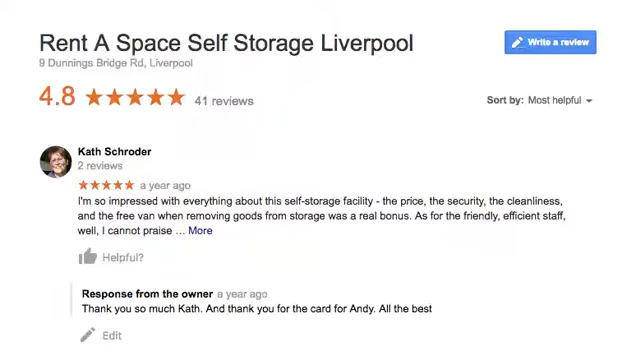 Rent A Space Self Storage Liverpool
Write a review
9 Dunnings Bridge Rd, Liverpool
4.8 41 reviews
Sort by: Most helpful
Kath Schroder
2 reviews
a year ago
I'm so impressed with everything about this self-storage facility - the price, the security, the cleanliness,
and the free van when removing goods from storage was a real bonus. As for the friendly, efficient staff,
well, I cannot praise ... More
Helpful?
Response from the owner a year ago
Thank you so much Kath. And thank you for the card for Andy. All the best
Edit